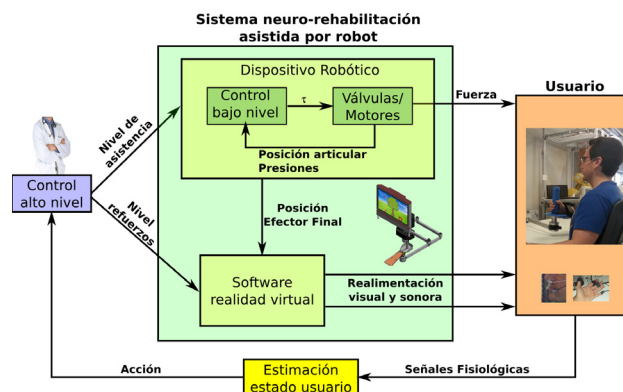 Sistema neuro-rehabilitación
asistida por robot
Dispositivo Robótico
Control
bajo nivel
τ
Válvulas/
Motores
Posición articular
Presiones
Fuerza
Usuario
Nivel de
asistencia
Control
alto nivel
Nivel
refuerzos
Posición
Efector Final
Software
realidad virtual
Realimentación
visual y sonora
Acción
Estimación
estado usuario
Señales Fisiológicas